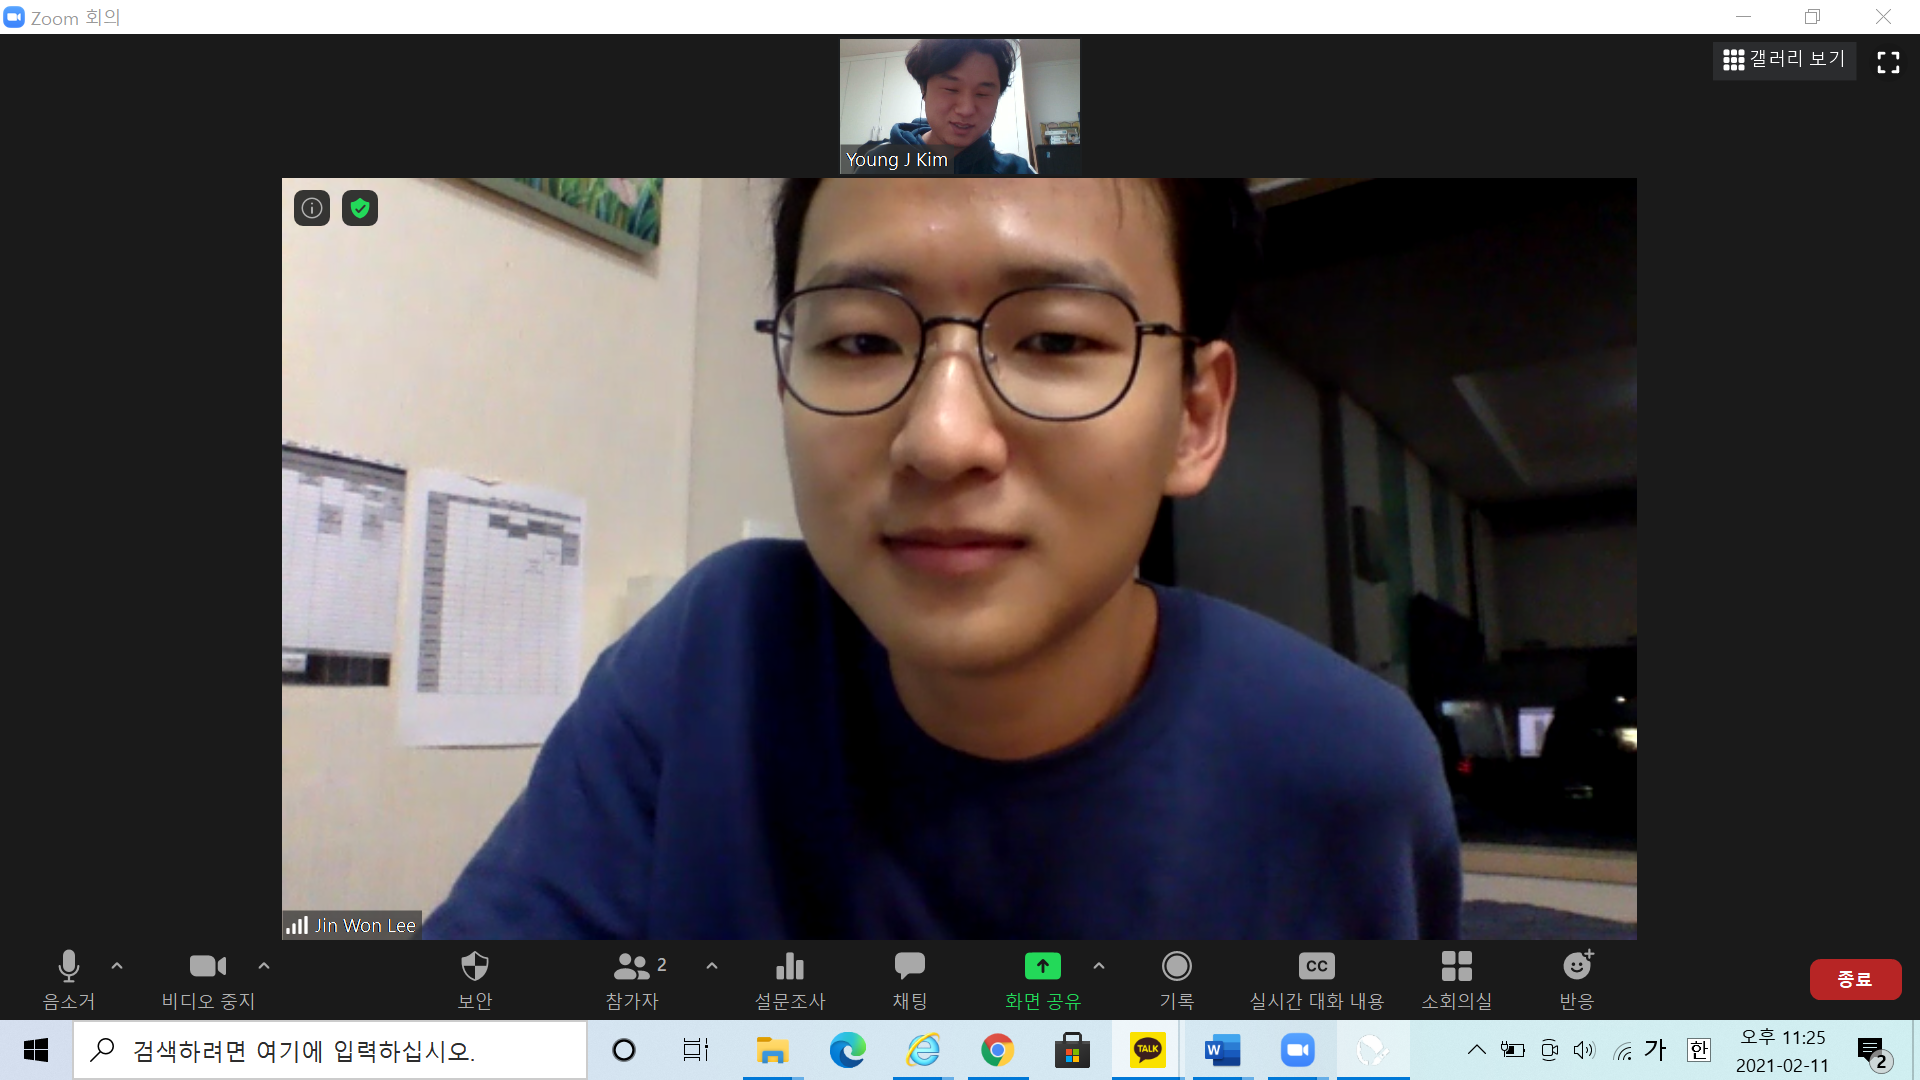 Zoom 회의
갤러리 보기
Young J Kim
Jin Won Lee
음소거
비디오 중지
보안
2
참가자
설문조사
채팅
화면 공유
기록
CC
실시간 대화 내용
소회의실
반응
종료
검색하려면 여기에 입력하십시오.
TALK
W
가
한
오후 11:25
2021-02-11
2